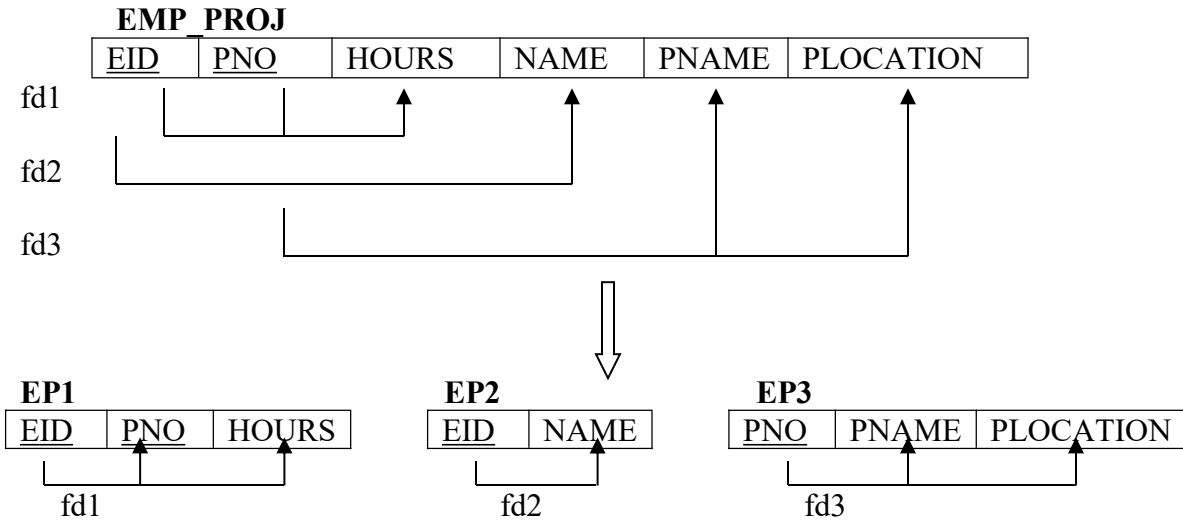 EMP_PROJ
EID PNO HOURS NAME PNAME PLOCATION
fd1
fd2
fd3
EP1 EP2 EP3
EID PNO HOURS EID NAME PNO PNAME PLOCATION
fd1 fd2 fd3